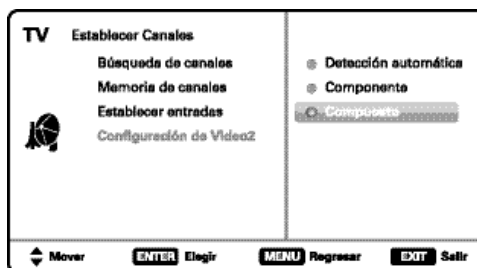 TV Establecer Canales
Búsqueda de canales
Memoria de canales
Establecer entradas
Configuración de Video2
Detección automática
Componente
Compuesto
Mover ENTER Elegir MENU Regresar EXIT Salir